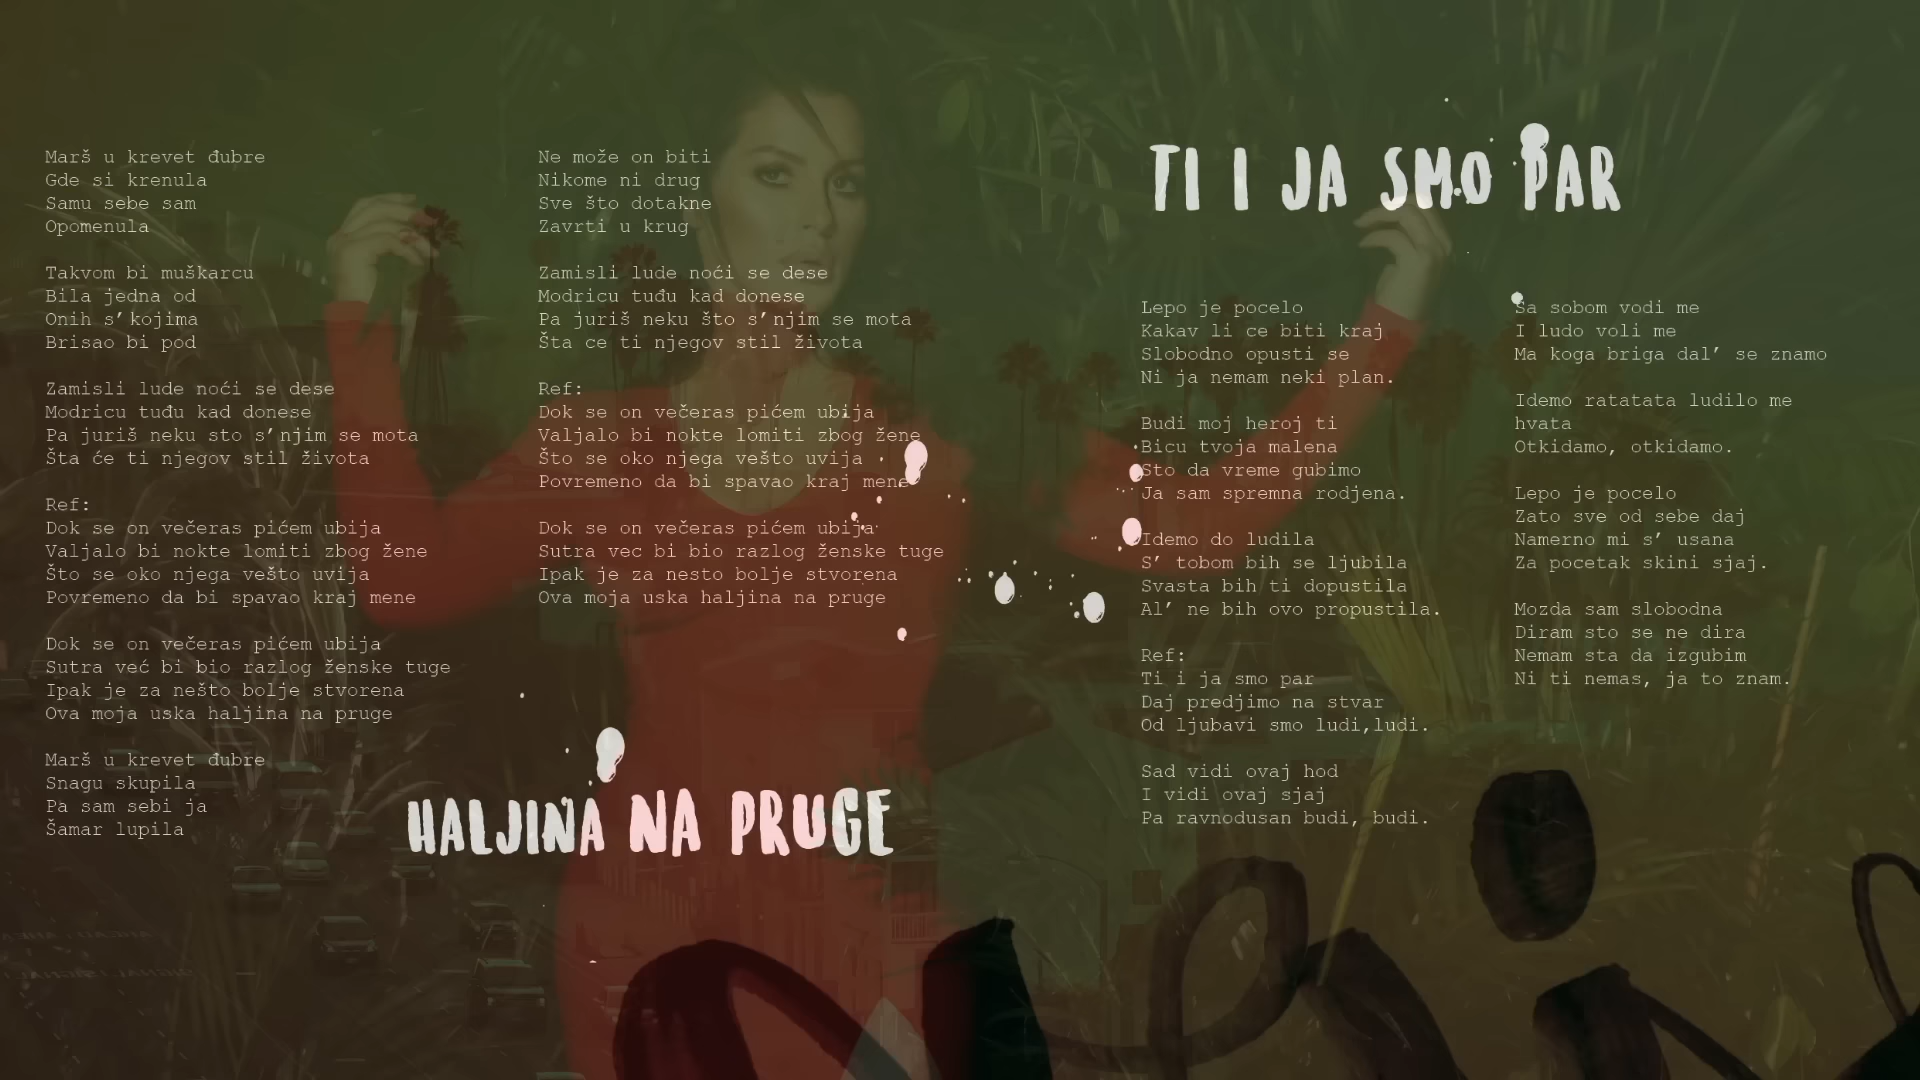 Marš u krevet đubre
Gde si krenula
Samu sebe sam
Opomenula
Takvom bi muškarcu
Bila jedna od
Onih s’kojima
Brisao bi pod
Zamisli lude noći se dese
Modricu tuđu kad donese
Pa juriš neku sto s’njim se mota
Šta će ti njegov stil života
Ref:
Dok se on večeras pićem ubija
Valjalo bi nokte lomiti zbog žene
Što se oko njega vešto uvija
Povremeno da bi spavao kraj mene
Dok se on večeras pićem ubija
Sutra već bi bio razlog ženske tuge
Ipak je za nešto bolje stvorena
Ova moja uska haljina na pruge
Marš u krevet đubre
Snagu skupila
Pa sam sebi ja
Šamar lupila
Ne može on biti
Nikome ni drug
Sve što dotakne
Zavrti u krug
Zamisli lude noći se dese
Modricu tuđu kad donese
Pa juriš neku što s’njim se mota
Šta ce ti njegov stil života
Ref:
Dok se on večeras pićem ubija
Valjalo bi nokte lomiti zbog žene
Što se oko njega vešto uvija
Povremeno da bi spavao kraj mene
Dok se on večeras pićem ubija
Sutra vec bi bio razlog ženske tuge
Ipak je za nesto bolje stvorena
Ova moja uska haljina na pruge
HALJINA NA PRUGE
TI I JA SMO PAR
Lepo je pocelo
Kakav li ce biti kraj
Slobodno opusti se
Ni ja nemam neki plan.
Budi moj heroj ti
Bicu tvoja malena
Sto da vreme gubimo
Ja sam spremna rodjena.
Idemo do ludila
S’ tobom bih se ljubila
Svasta bih ti dopustila
Al’ ne bih ovo propustila.
Ref:
Ti i ja smo par
Daj predjimo na stvar
Od ljubavi smo ludi,ludi.
Sad vidi ovaj hod
I vidi ovaj sjaj
Pa ravnodusan budi, budi.
Sa sobom vodi me
I ludo voli me
Ma koga briga dal’ se znamo
Idemo ratatata ludilo me
hvata
Otkidamo, otkidamo.
Lepo je pocelo
Zato sve od sebe daj
Namerno mi s’ usana
Za pocetak skini sjaj.
Mozda sam slobodna
Diram sto se ne dira
Nemam sta da izgubim
Ni ti nemas, ja to znam.